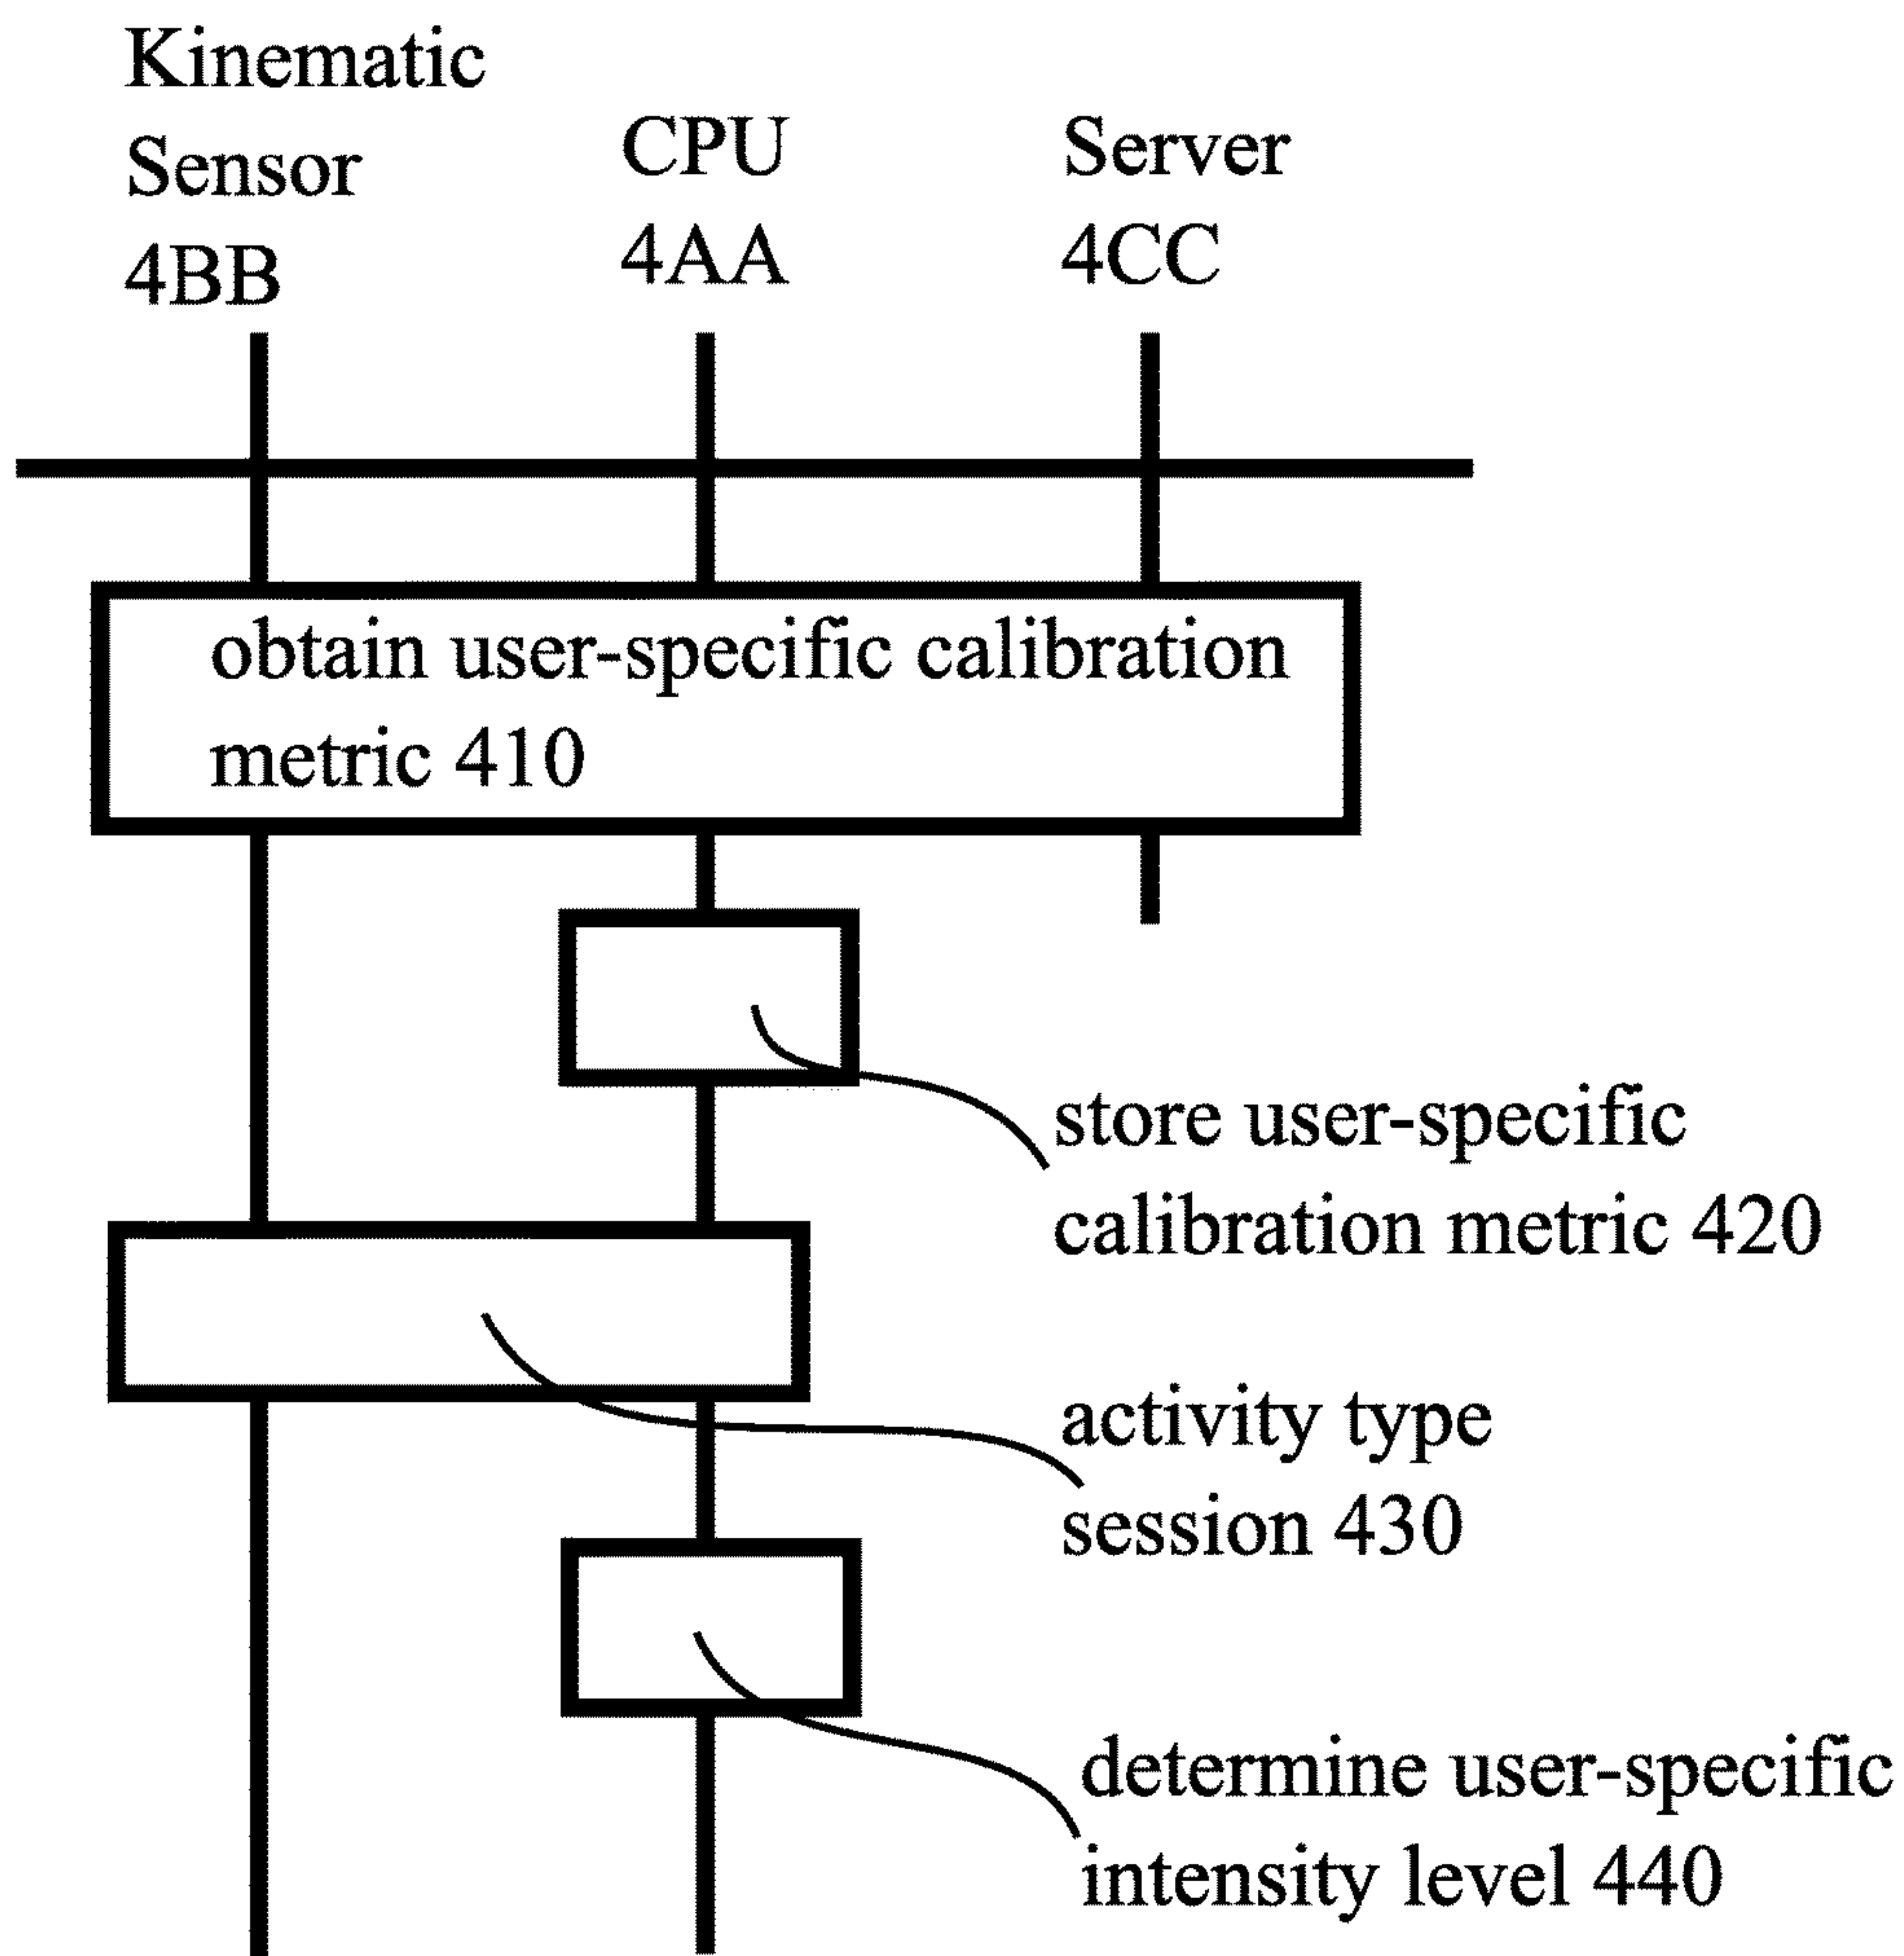 Kinematic
Sensor
4BB
CPU
4AA
Server
4CC
obtain user-specific calibration
metric 410
store user-specific
calibration metric 420
activity type
session 430
determine user-specific
intensity level 440